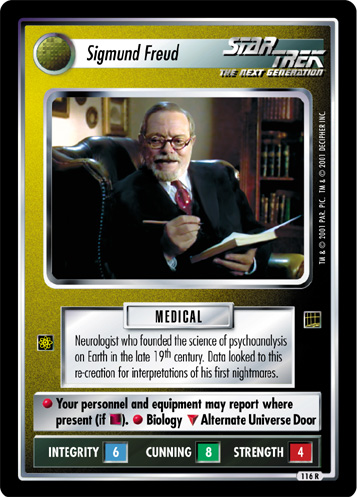 Sigmund Freud
STAR TREK
THE NEXT GENERATION
TM & © 2001 PAR. PIC. TM & © 2001 DECIPHER INC.
MEDICAL
Neurologist who founded the science of psychoanalysis
on Earth in the late 19th century. Data looked to this
re-creation for interpretations of his first nightmares.
Your personnel and equipment may report where
present (if ). Biology Alternate Universe Door
INTEGRITY 6 CUNNING 8 STRENGTH 4
116 R